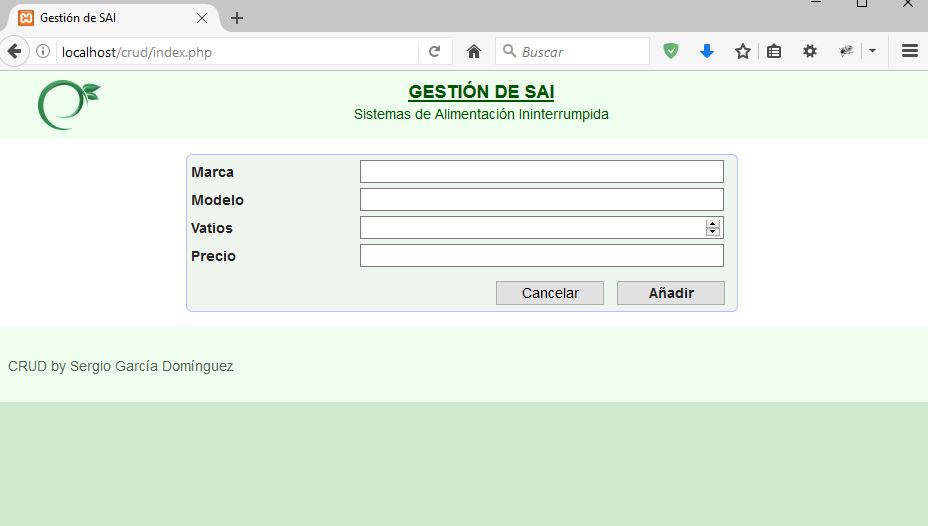 Gestión de SAI
localhost/crud/index.php
Buscar
GESTIÓN DE SAI
Sistemas de Alimentación Ininterrumpida
Marca
Modelo
Vatios
Precio
Cancelar Añadir
CRUD by Sergio García Domínguez